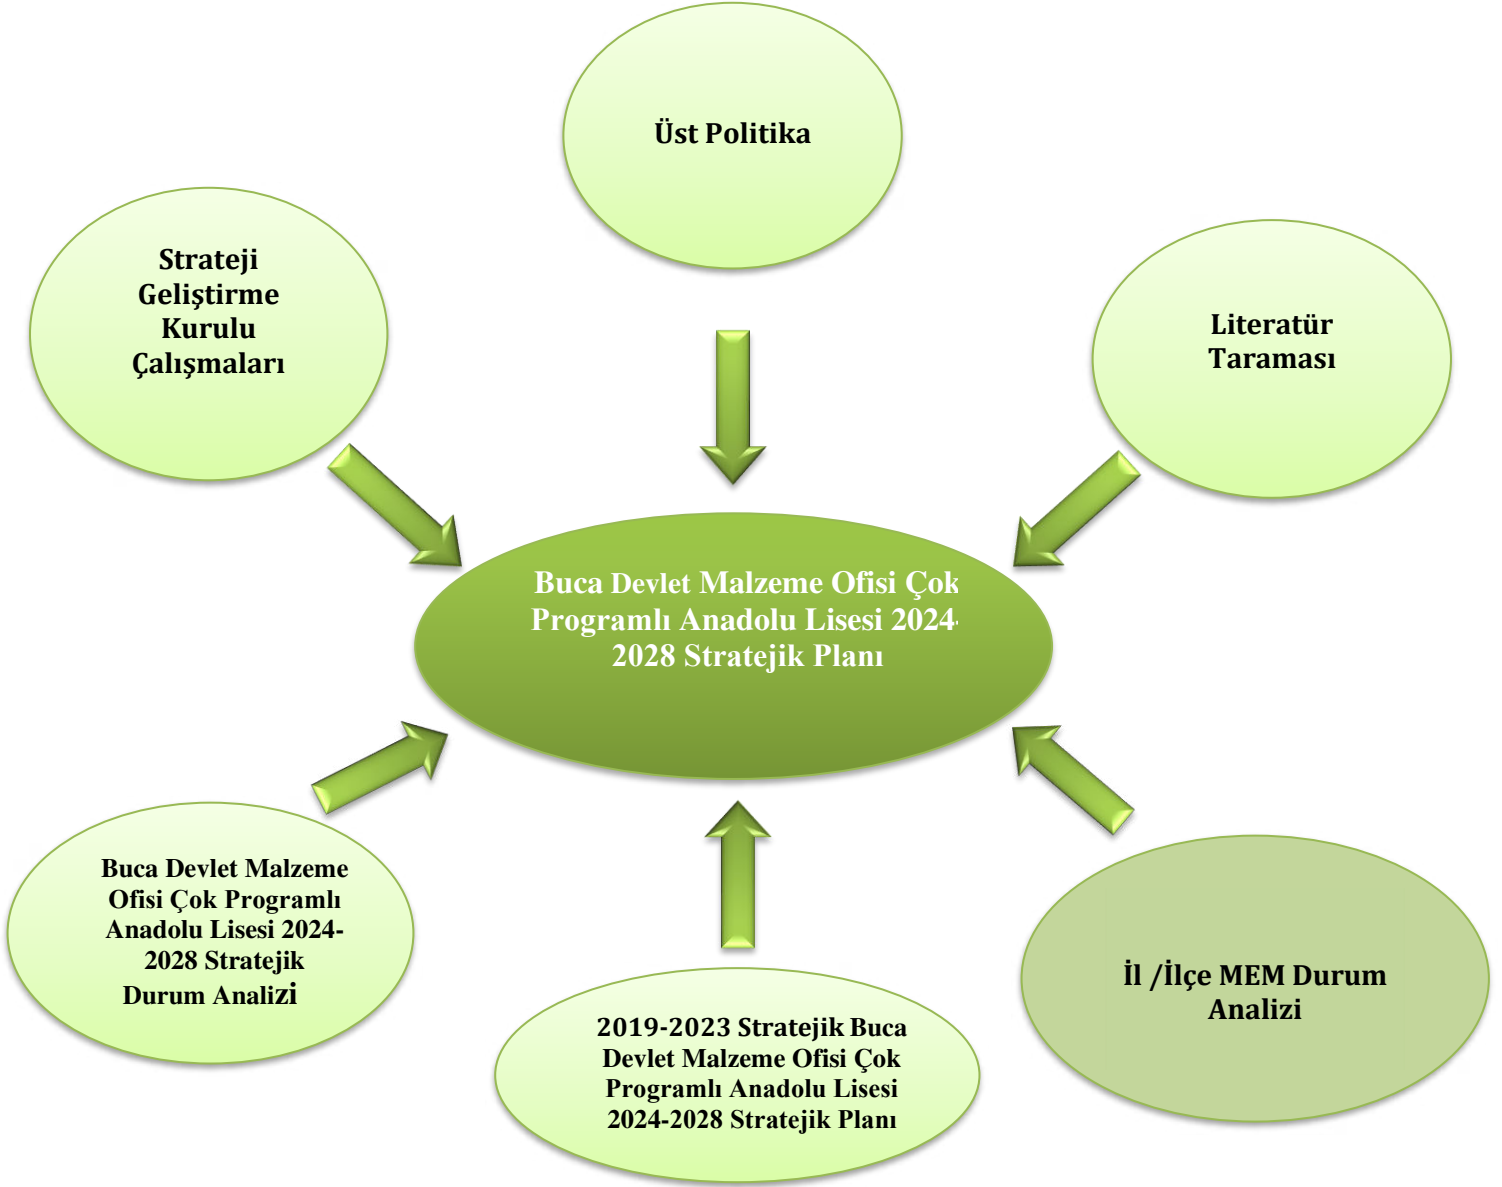 Üst Politika
Strateji
Geliştirme
Kurulu
Çalışmaları
Literatür
Taraması
Buca Devlet Malzeme Ofisi Çok
Programlı Anadolu Lisesi 2024-
2028 Stratejik Planı
Buca Devlet Malzeme
Ofisi Çok Programlı
Anadolu Lisesi 2024-
2028 Stratejik
Durum Analizi
2019-2023 Stratejik Buca
Devlet Malzeme Ofisi Çok
Programlı Anadolu Lisesi
2024-2028 Stratejik Planı
İl /İlçe MEM Durum
Analizi